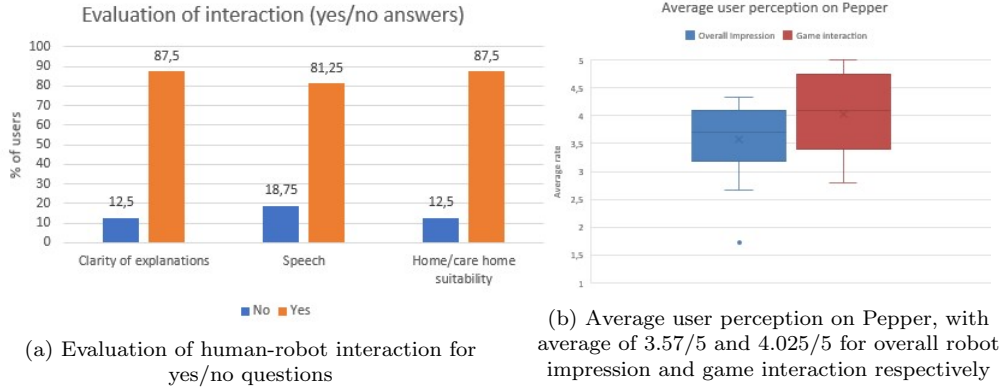 Evaluation of interaction (yes/no answers)
% of users
100
90
80
70
60
50
40
30
20
10
0
12,5
87,5
18,75
81,25
12,5
87,5
Clarity of explanations
Speech
Home/care home
suitability
No Yes
(a) Evaluation of human-robot interaction for
yes/no questions
Average user perception on Pepper
Overall Impression Game interaction
Average rate
5
4,5
4
3,5
3
2,5
2
1,5
1
(b) Average user perception on Pepper, with
average of 3.57/5 and 4.025/5 for overall robot
impression and game interaction respectively